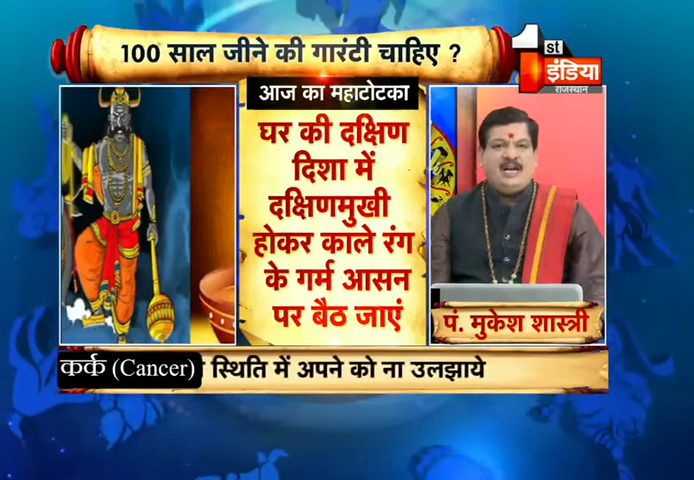 100 साल जीने की गारंटी चाहिए ?
1st
इंडिया
राजस्थान
आज का महाटोटका
घर की दक्षिण
दिशा में
दक्षिणमुखी
होकर काले रंग
के गर्म आसन
पर बैठ जाएं
पं. मुकेश शास्त्री
कर्क (Cancer)
स्थिति में अपने को ना उलझाये